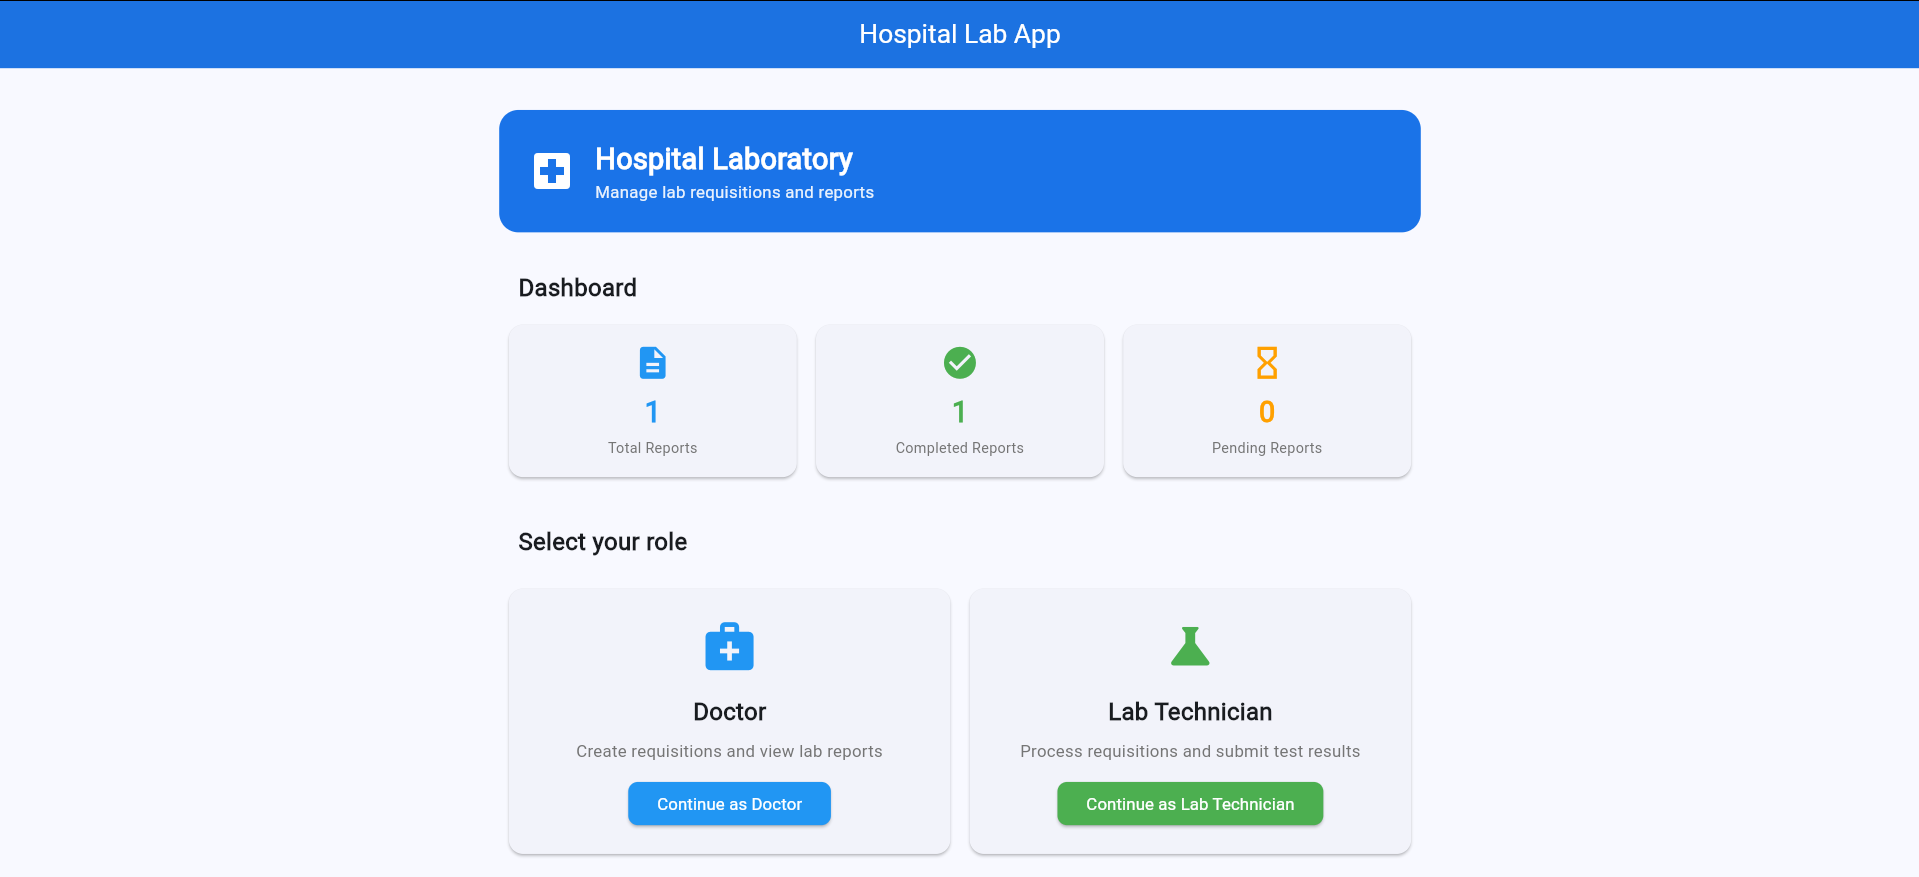 Hospital Lab App
Hospital Laboratory
Manage lab requisitions and reports
Dashboard
1
Total Reports
1
Completed Reports
0
Pending Reports
Select your role
Doctor
Create requisitions and view lab reports
Continue as Doctor
Lab Technician
Process requisitions and submit test results
Continue as Lab Technician